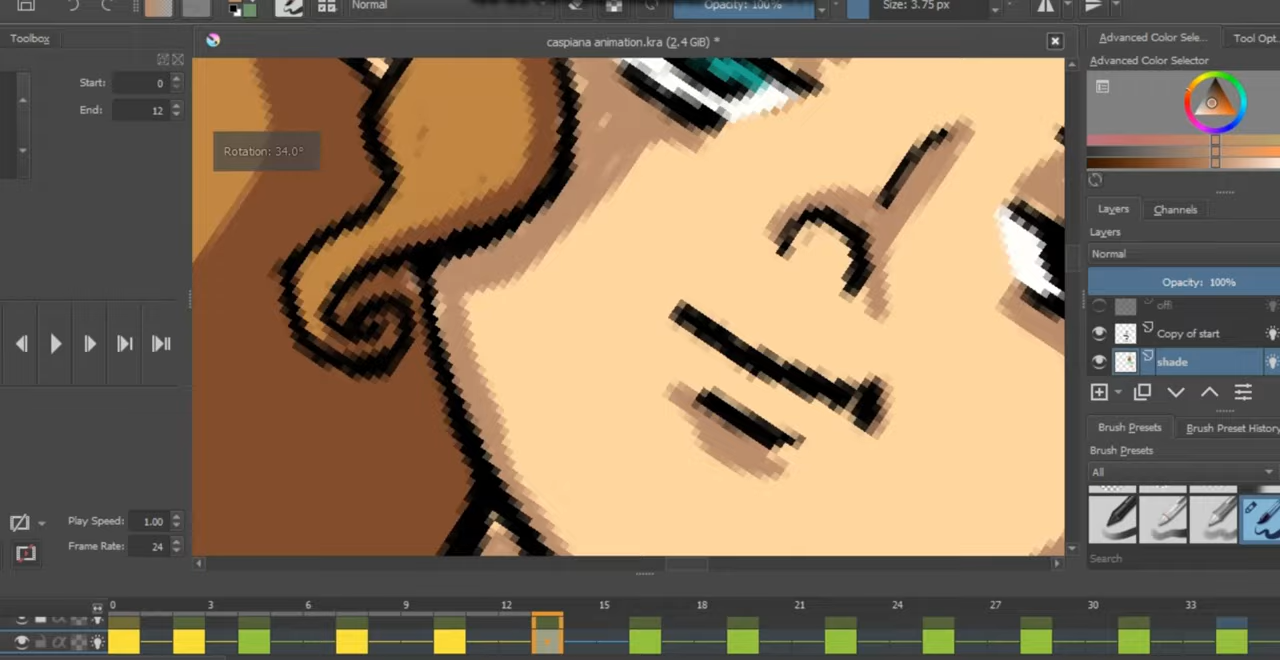 Normal
Opacity: 100%
Size: 3.75 px
Toolbox
caspiana animation.kra (2.4 GiB) *
Advanced Color Sele...
Tool Opt.
Advanced Color Selector
Start: 0
End: 12
Rotation: 34.0°
Layers
Channels
Layers
Normal
Opacity: 100%
Copy of start
shade
Brush Presets
Brush Preset History
Brush Presets
All
Play Speed: 1.00
Frame Rate: 24
Search
0 3 6 9 12 15 18 21 24 27 30 33